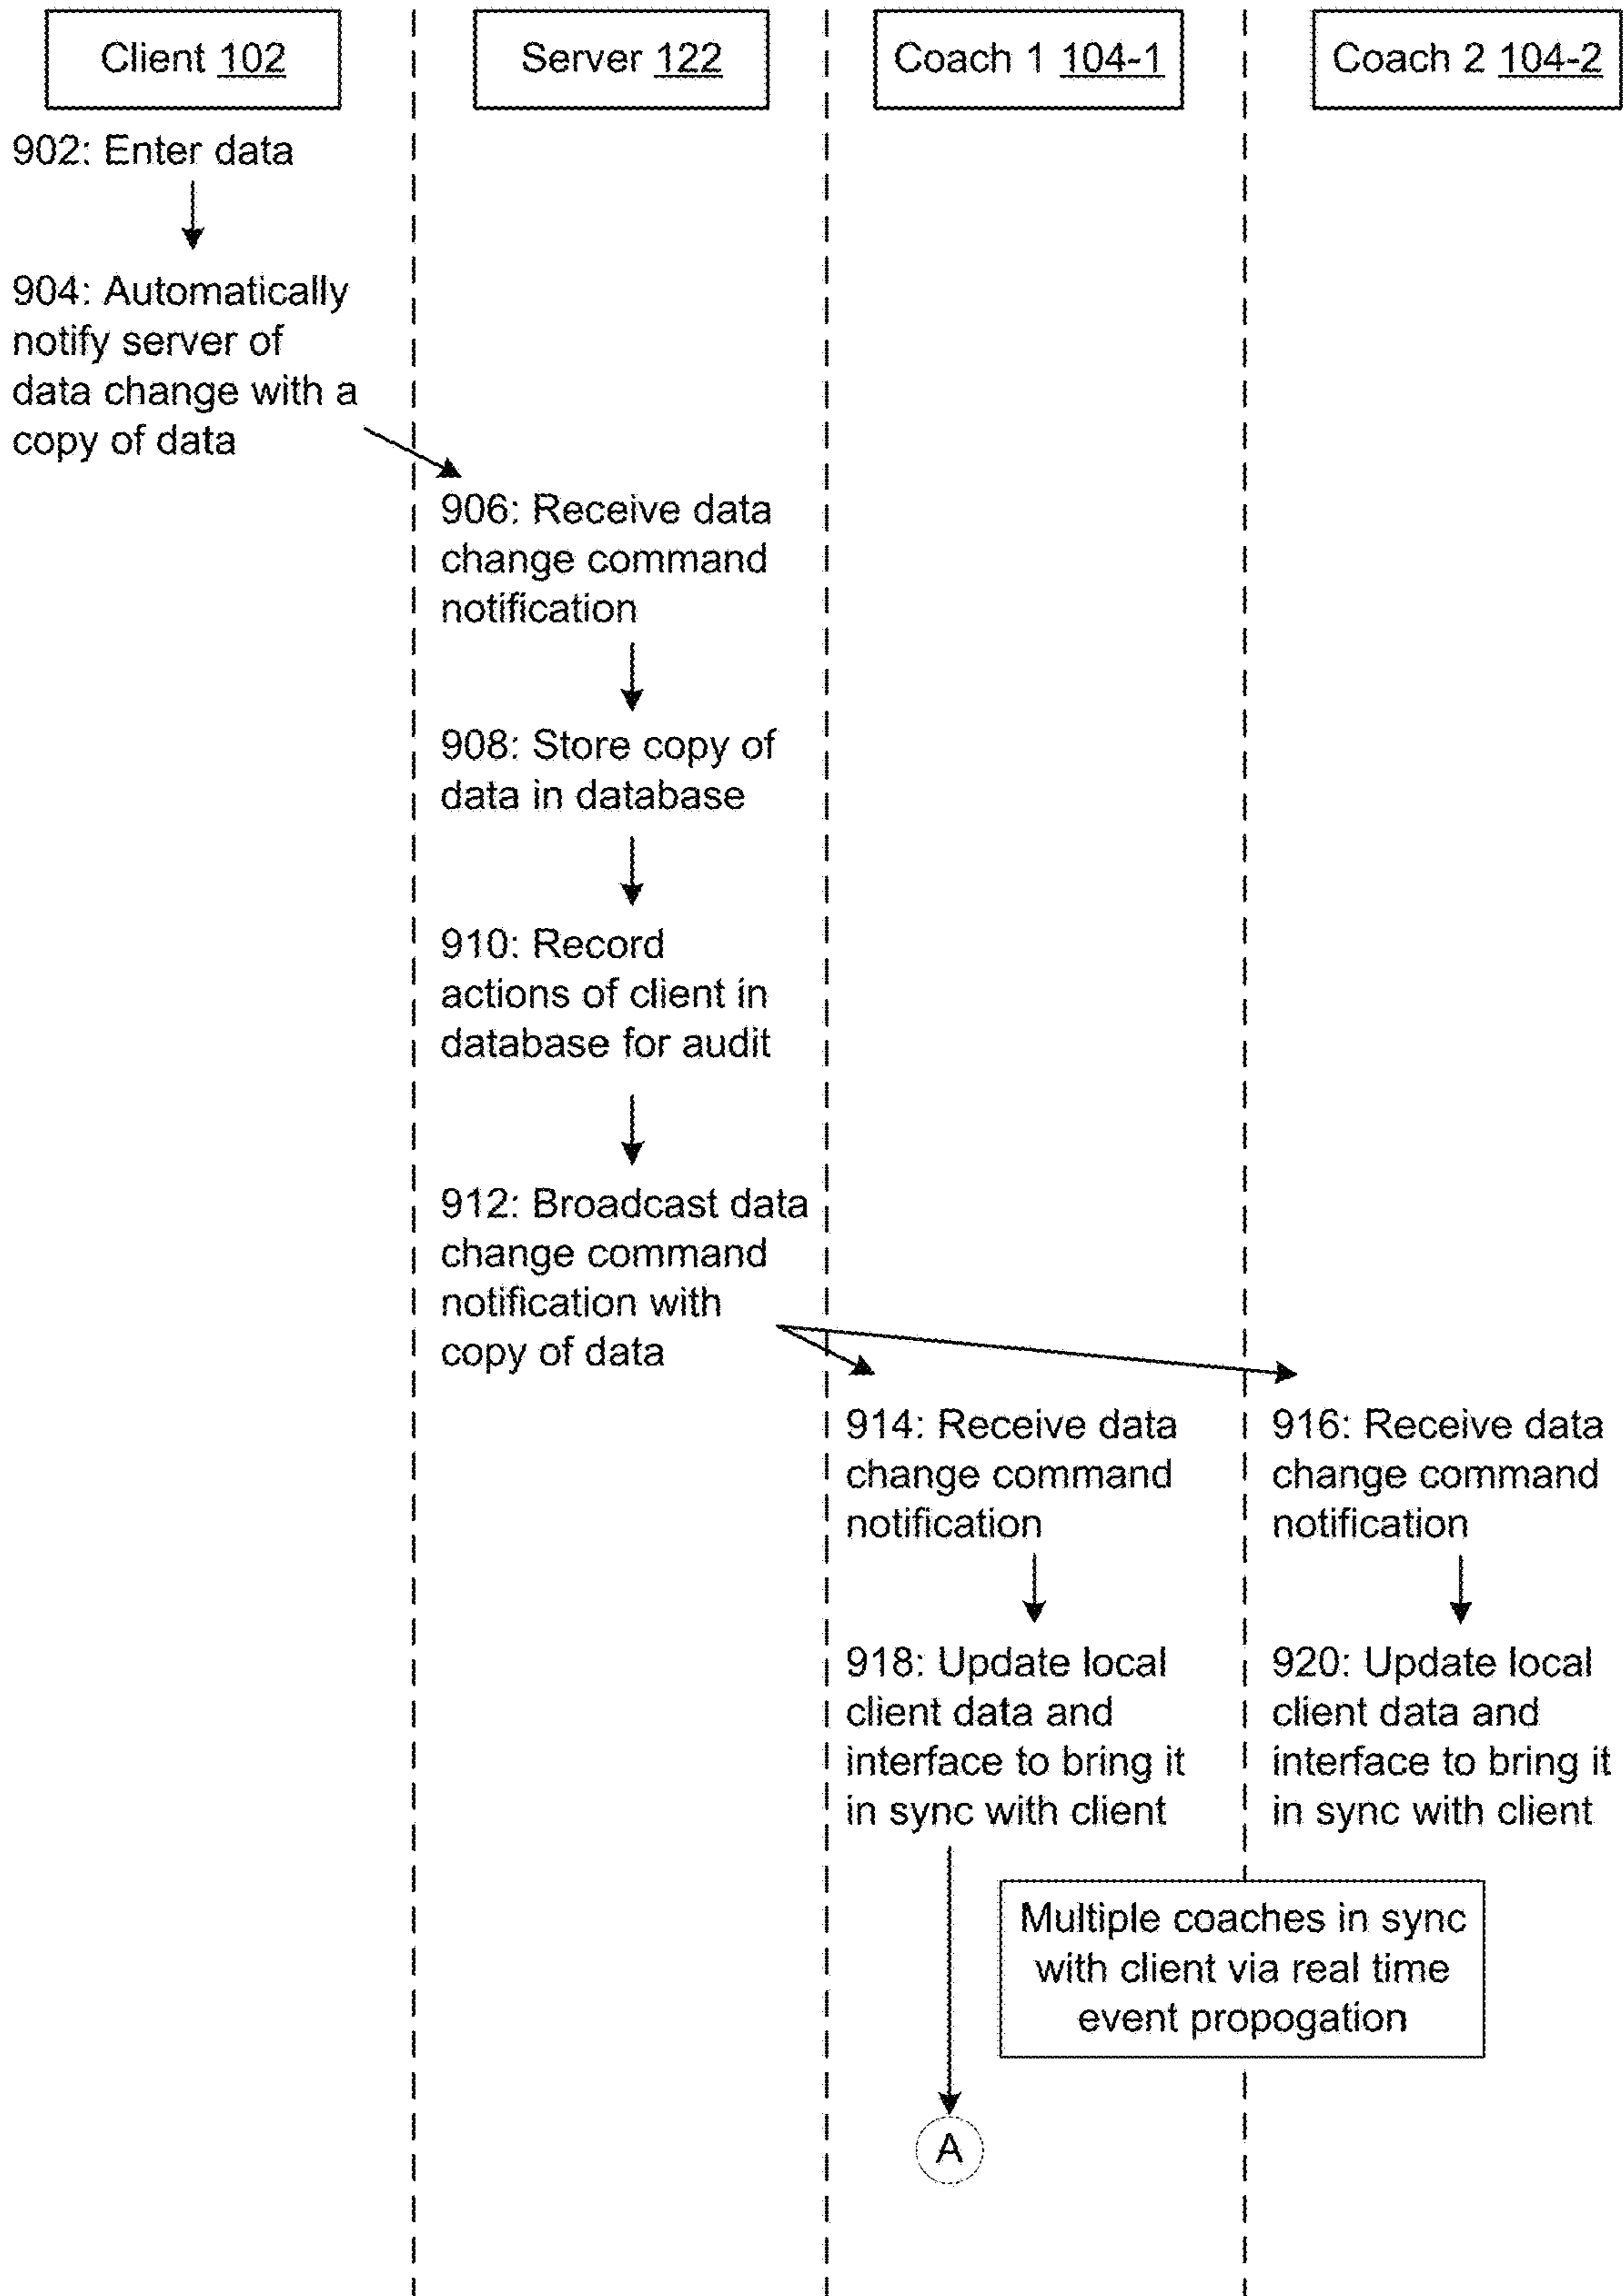 Client 102
Server 122
Coach 1 104-1
Coach 2 104-2
902: Enter data
904: Automatically
notify server of
data change with a
copy of data
906: Receive data
change command
notification
908: Store copy of
data in database
910: Record
actions of client in
database for audit
912: Broadcast data
change command
notification with
copy of data
914: Receive data
change command
notification
916: Receive data
change command
notification
918: Update local
client data and
interface to bring it
in sync with client
920: Update local
client data and
interface to bring it
in sync with client
Multiple coaches in sync
with client via real time
event propogation
A